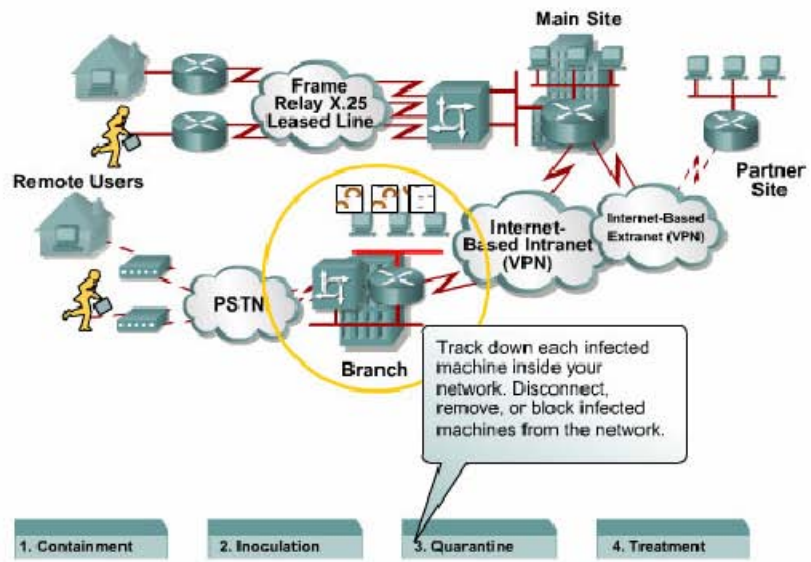 Main Site
Frame
Relay X.25
Leased Line
Remote Users
Partner
Site
Internet-
Based Intranet
(VPN)
Internet-Based
Extranet (VPN)
PSTN
Branch
Track down each infected
machine inside your
network. Disconnect,
remove, or block infected
machines from the network.
1. Containment
2. Inoculation
3. Quarantine
4. Treatment